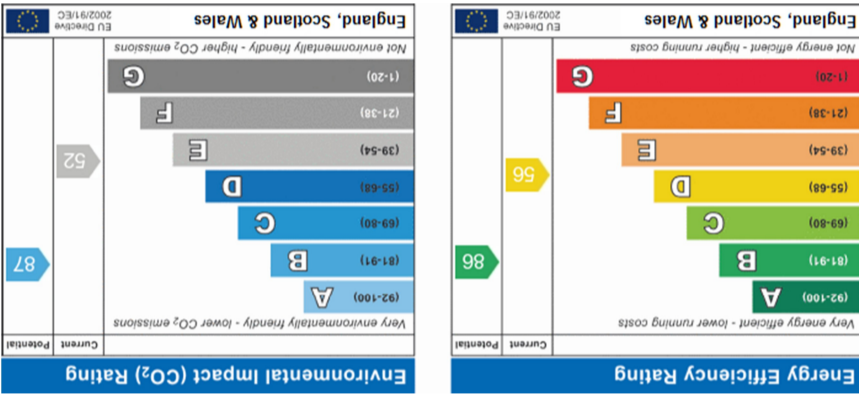 Energy Efficiency Rating
Current Potential
Very energy efficient - lower running costs
(92-100) A
(81-91) B
(69-80) C
(55-68) D
(39-54) E
(21-38) F
(1-20) G
Not energy efficient - higher running costs
56
86
England, Scotland & Wales
EU Directive
2002/91/EC
Environmental Impact (CO₂) Rating
Current Potential
Very environmentally friendly - lower CO₂ emissions
(92-100) A
(81-91) B
(69-80) C
(55-68) D
(39-54) E
(21-38) F
(1-20) G
Not environmentally friendly - higher CO₂ emissions
52
87
England, Scotland & Wales
EU Directive
2002/91/EC